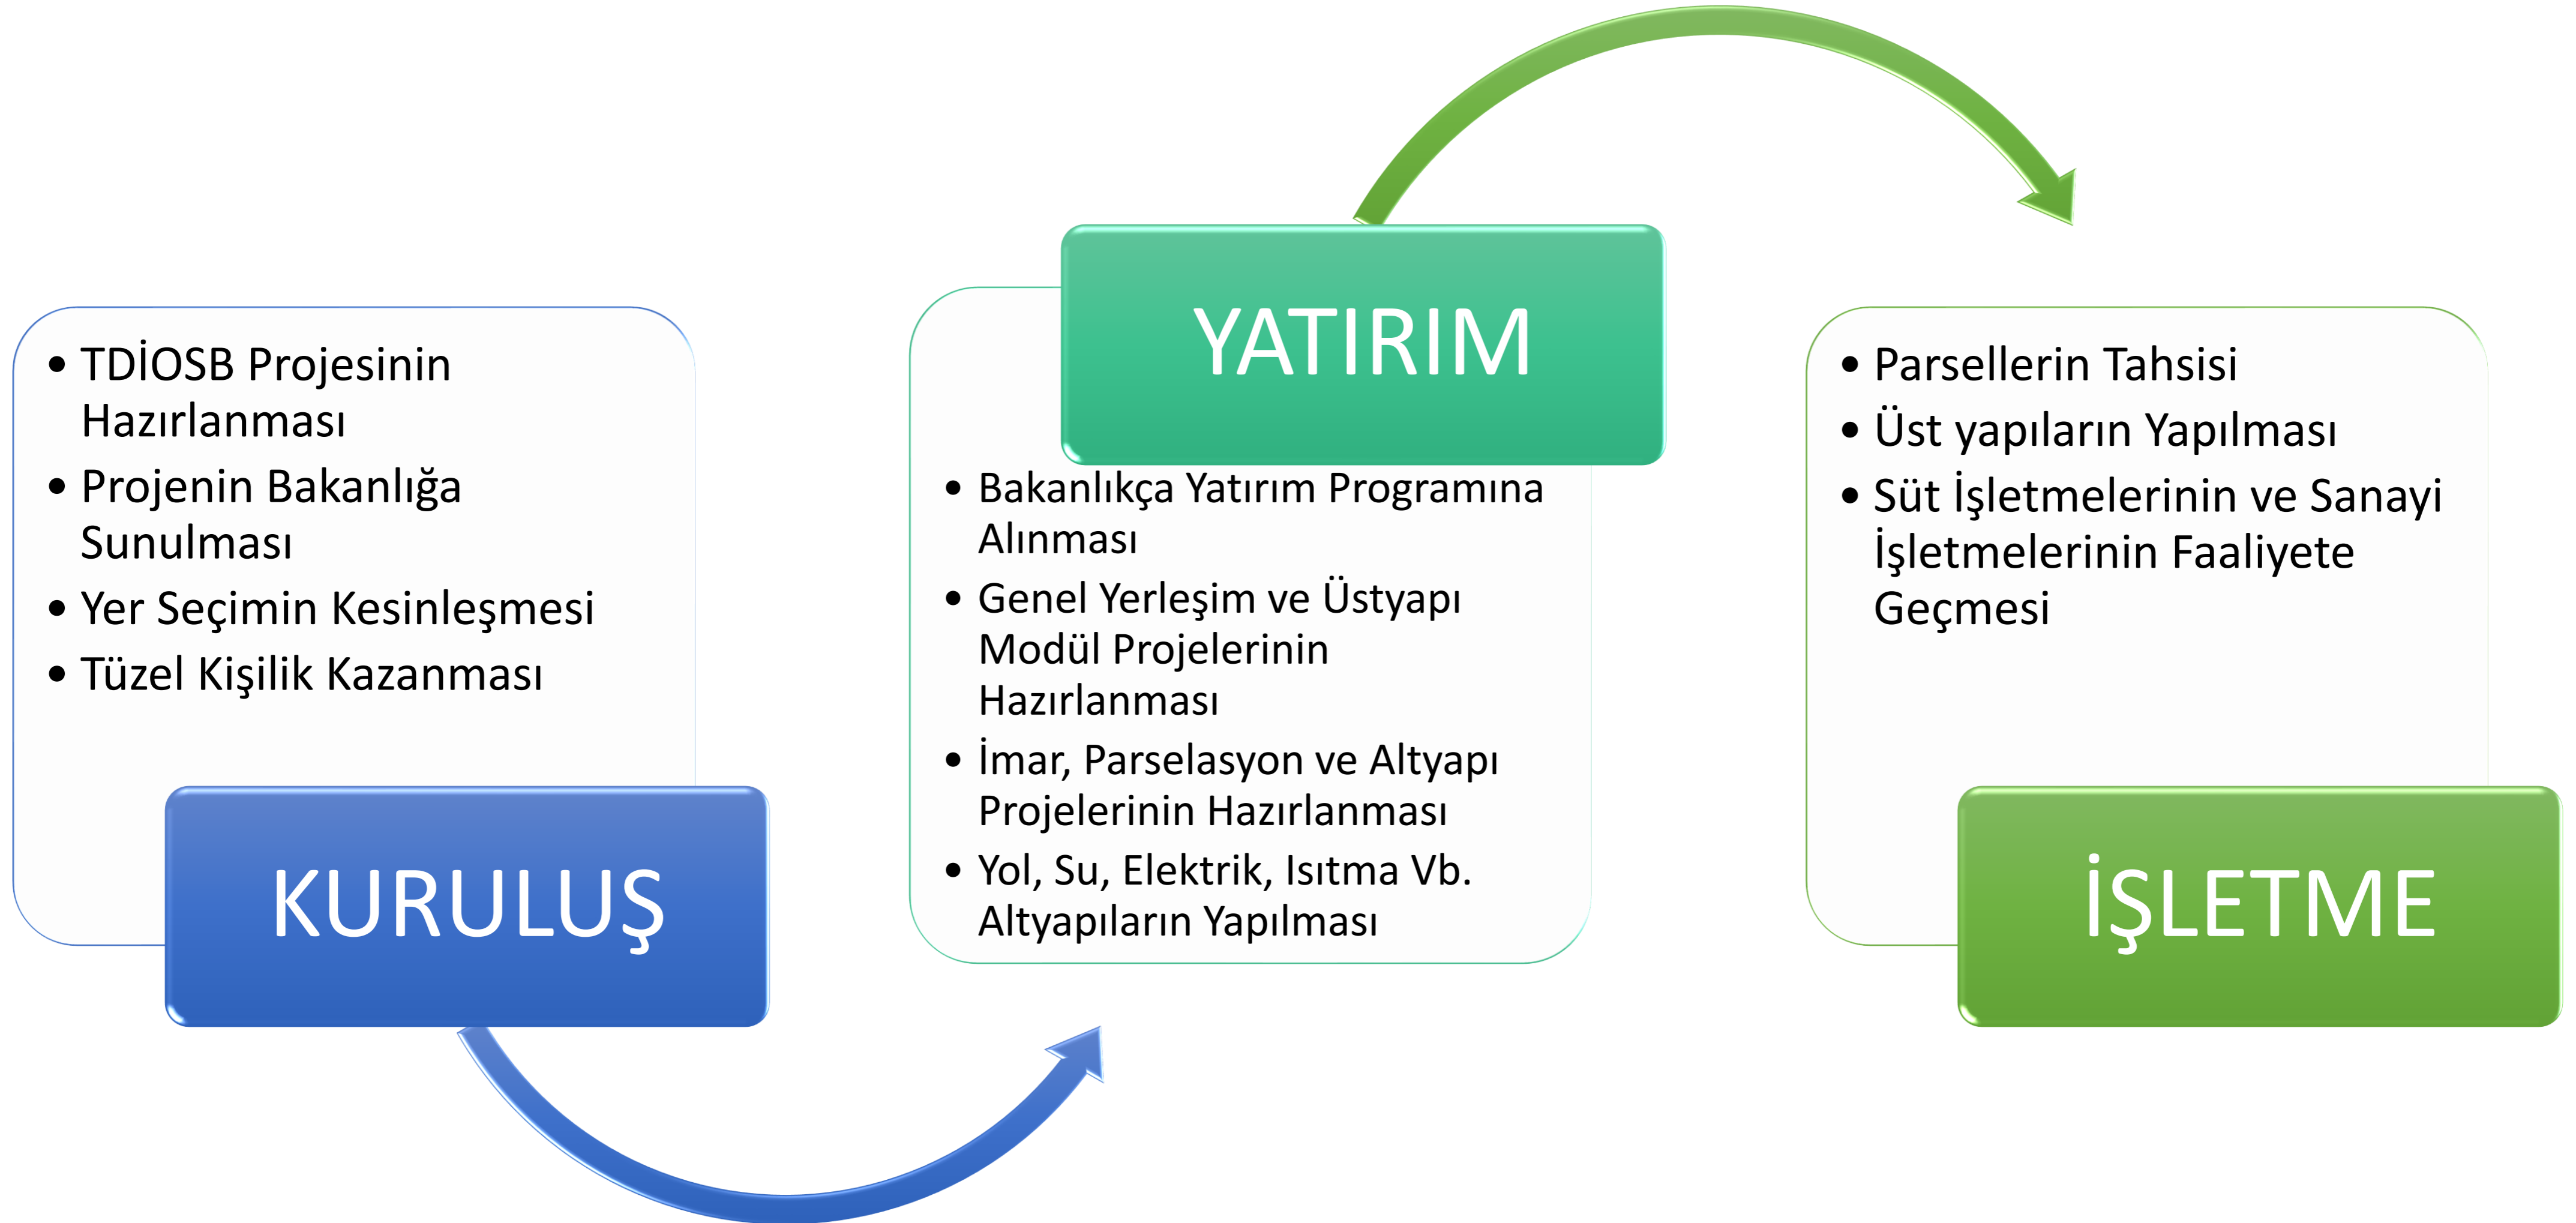 • TDİOSB Projesinin
Hazırlanması
• Projenin Bakanlığa
Sunulması
• Yer Seçimin Kesinleşmesi
• Tüzel Kişilik Kazanması
KURULUŞ
YATIRIM
• Bakanlıkça Yatırım Programına
Alınması
• Genel Yerleşim ve Üstyapı
Modül Projelerinin
Hazırlanması
• İmar, Parselasyon ve Altyapı
Projelerinin Hazırlanması
• Yol, Su, Elektrik, Isıtma Vb.
Altyapıların Yapılması
• Parsellerin Tahsisi
• Üst yapıların Yapılması
• Süt İşletmelerinin ve Sanayi
İşletmelerinin Faaliyete
Geçmesi
İŞLETME